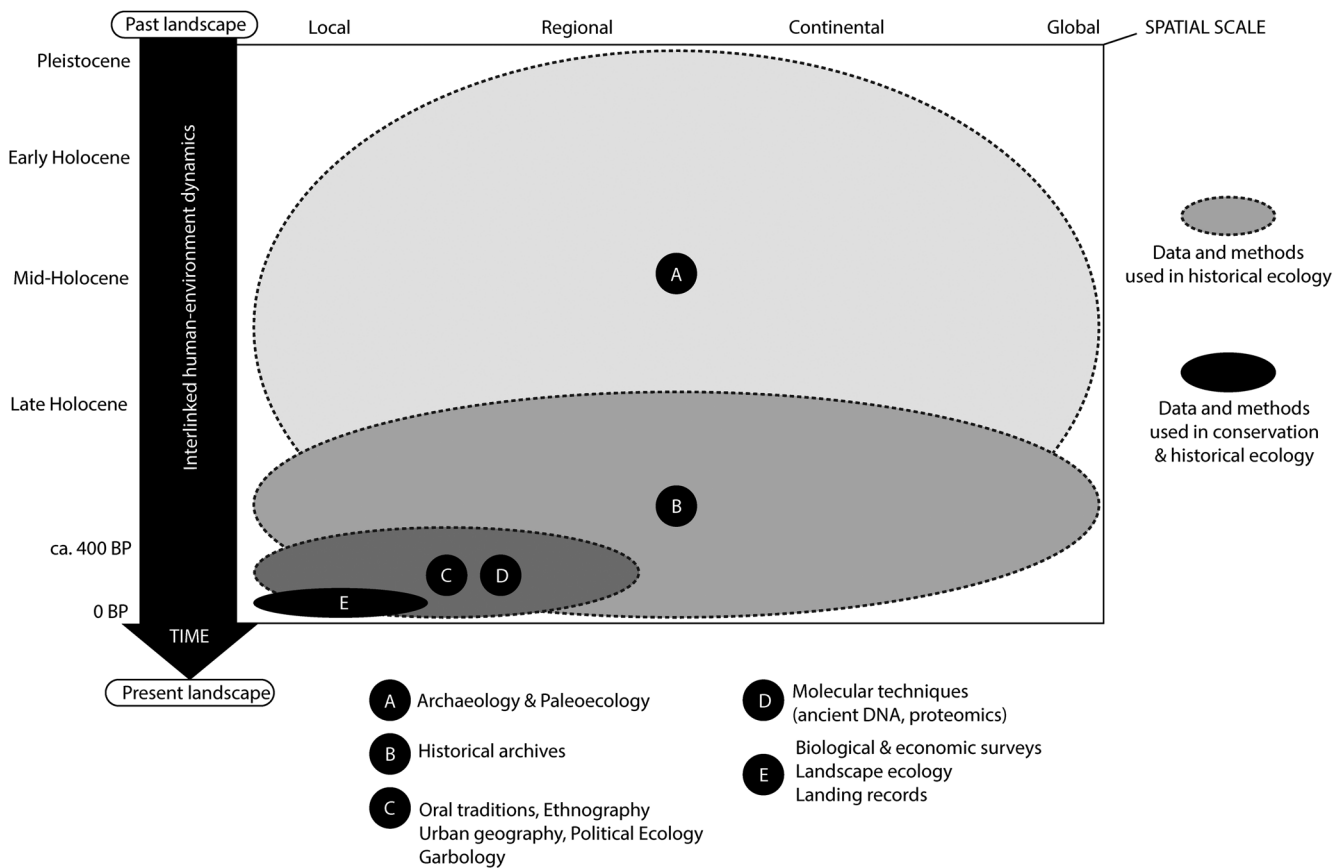 Past landscape
Local
Regional
Continental
Global
SPATIAL SCALE
Pleistocene
Early Holocene
Mid-Holocene
Late Holocene
ca. 400 BP
0 BP
Interlinked human-environment dynamics
TIME
Present landscape
A
B
C
D
E
Data and methods
used in historical ecology
Data and methods
used in conservation
& historical ecology
A Archaeology & Paleoecology
B Historical archives
C Oral traditions, Ethnography
Urban geography, Political Ecology
Garbology
D Molecular techniques
(ancient DNA, proteomics)
E Biological & economic surveys
Landscape ecology
Landing records